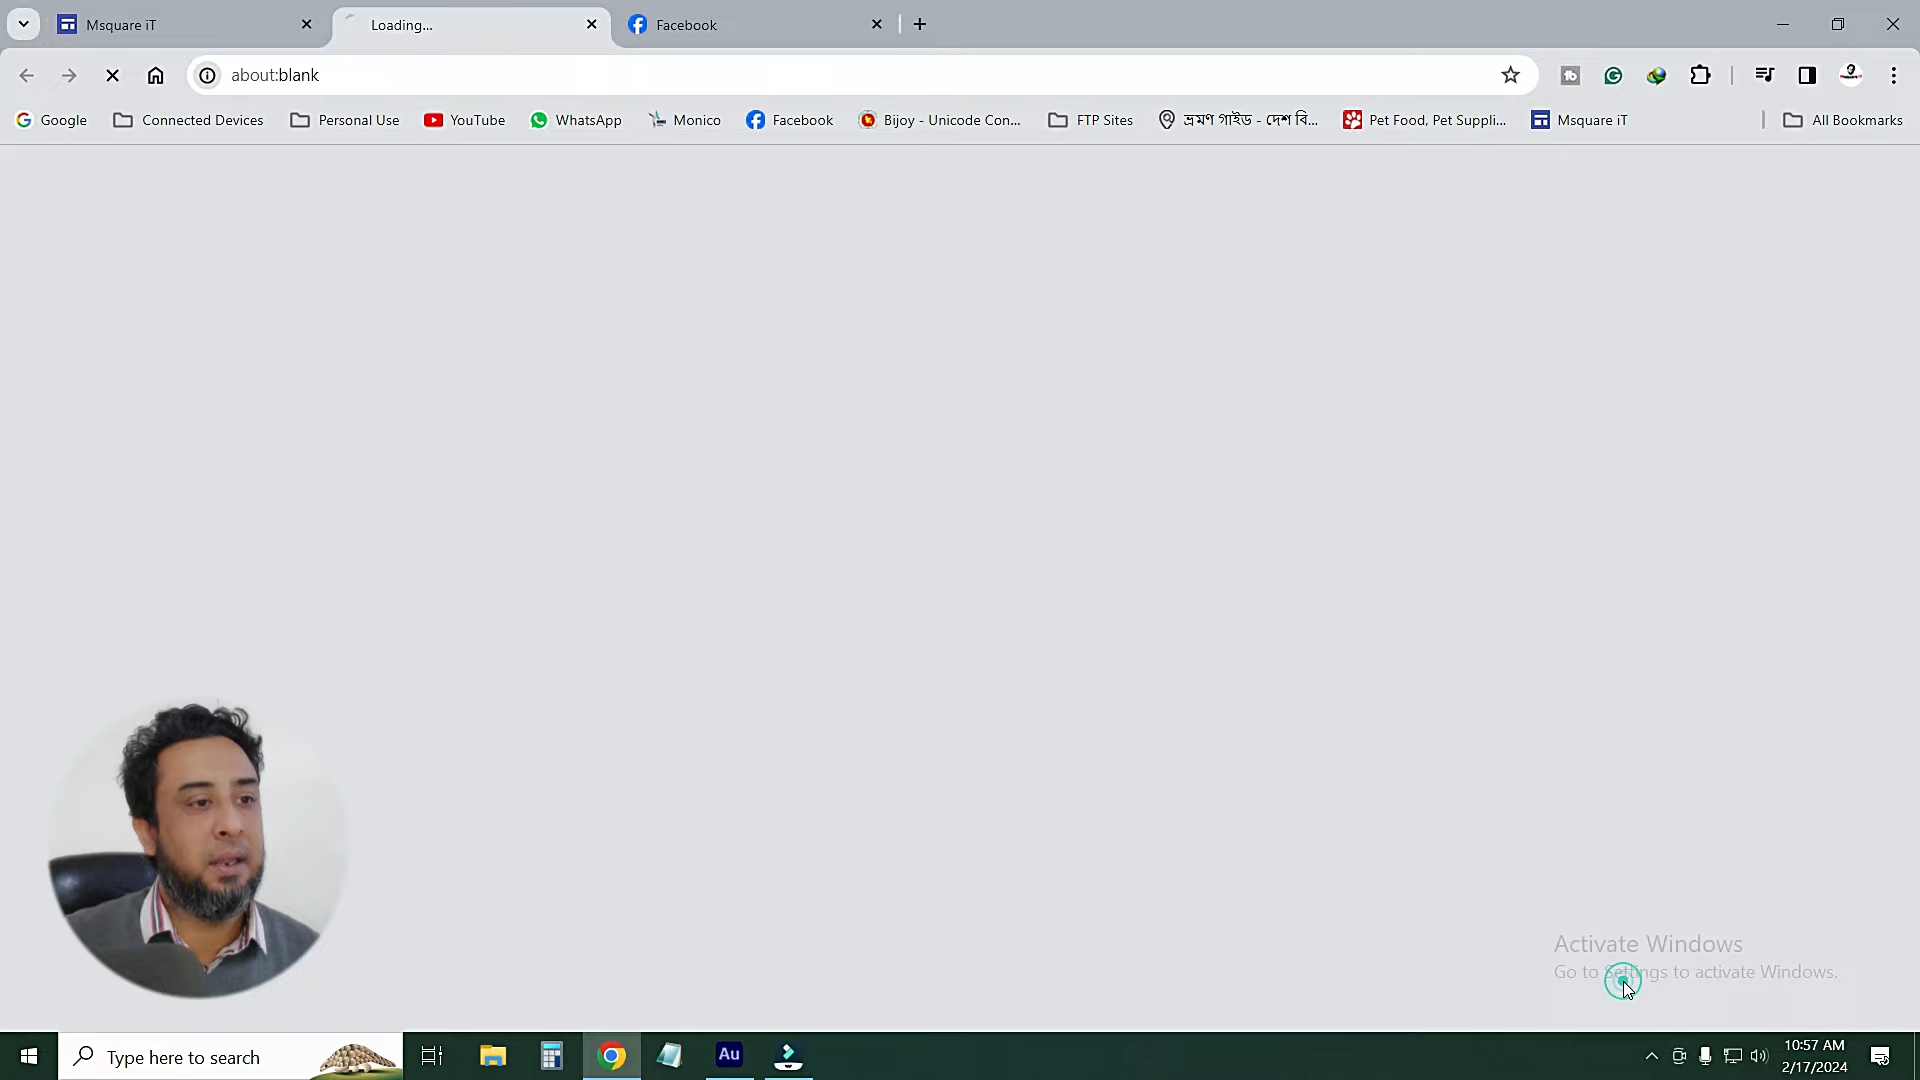 Msquare iT
Loading...
Facebook
about:blank
Google
Connected Devices
Personal Use
YouTube
WhatsApp
Monico
Facebook
Bijoy - Unicode Con...
FTP Sites
ভ্রমণ গাইড - দেশ বি...
Pet Food, Pet Suppli...
Msquare iT
All Bookmarks
Activate Windows
Go to Settings to activate Windows.
Type here to search
Au
10:57 AM
2/17/2024